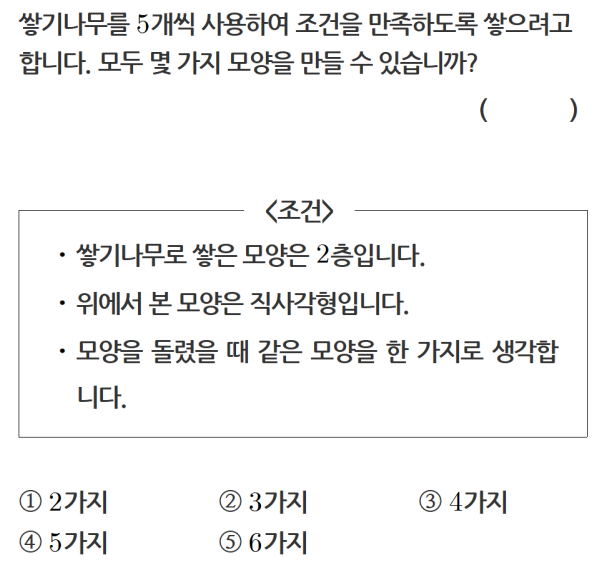 쌓기나무를 5개씩 사용하여 조건을 만족하도록 쌓으려고
합니다. 모두 몇 가지 모양을 만들 수 있습니까?
( )
<조건>
· 쌓기나무로 쌓은 모양은 2층입니다.
· 위에서 본 모양은 직사각형입니다.
· 모양을 돌렸을 때 같은 모양을 한 가지로 생각합
니다.
① 2가지 ② 3가지 ③ 4가지
④ 5가지 ⑤ 6가지